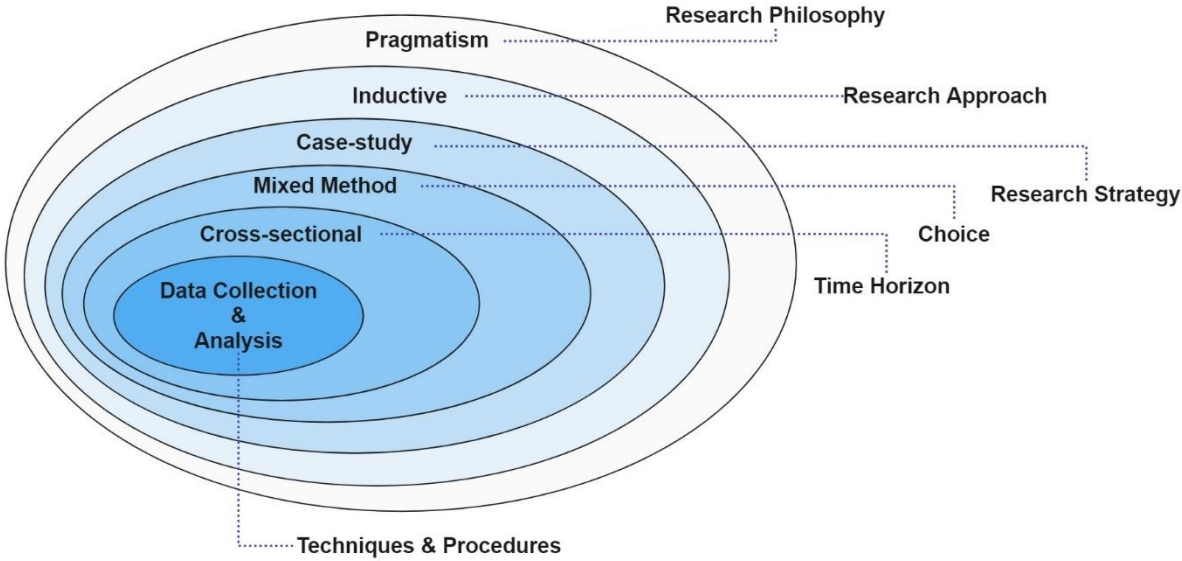 Research Philosophy
Pragmatism
Inductive
Research Approach
Case-study
Mixed Method
Research Strategy
Cross-sectional
Choice
Time Horizon
Data Collection
&
Analysis
Techniques & Procedures